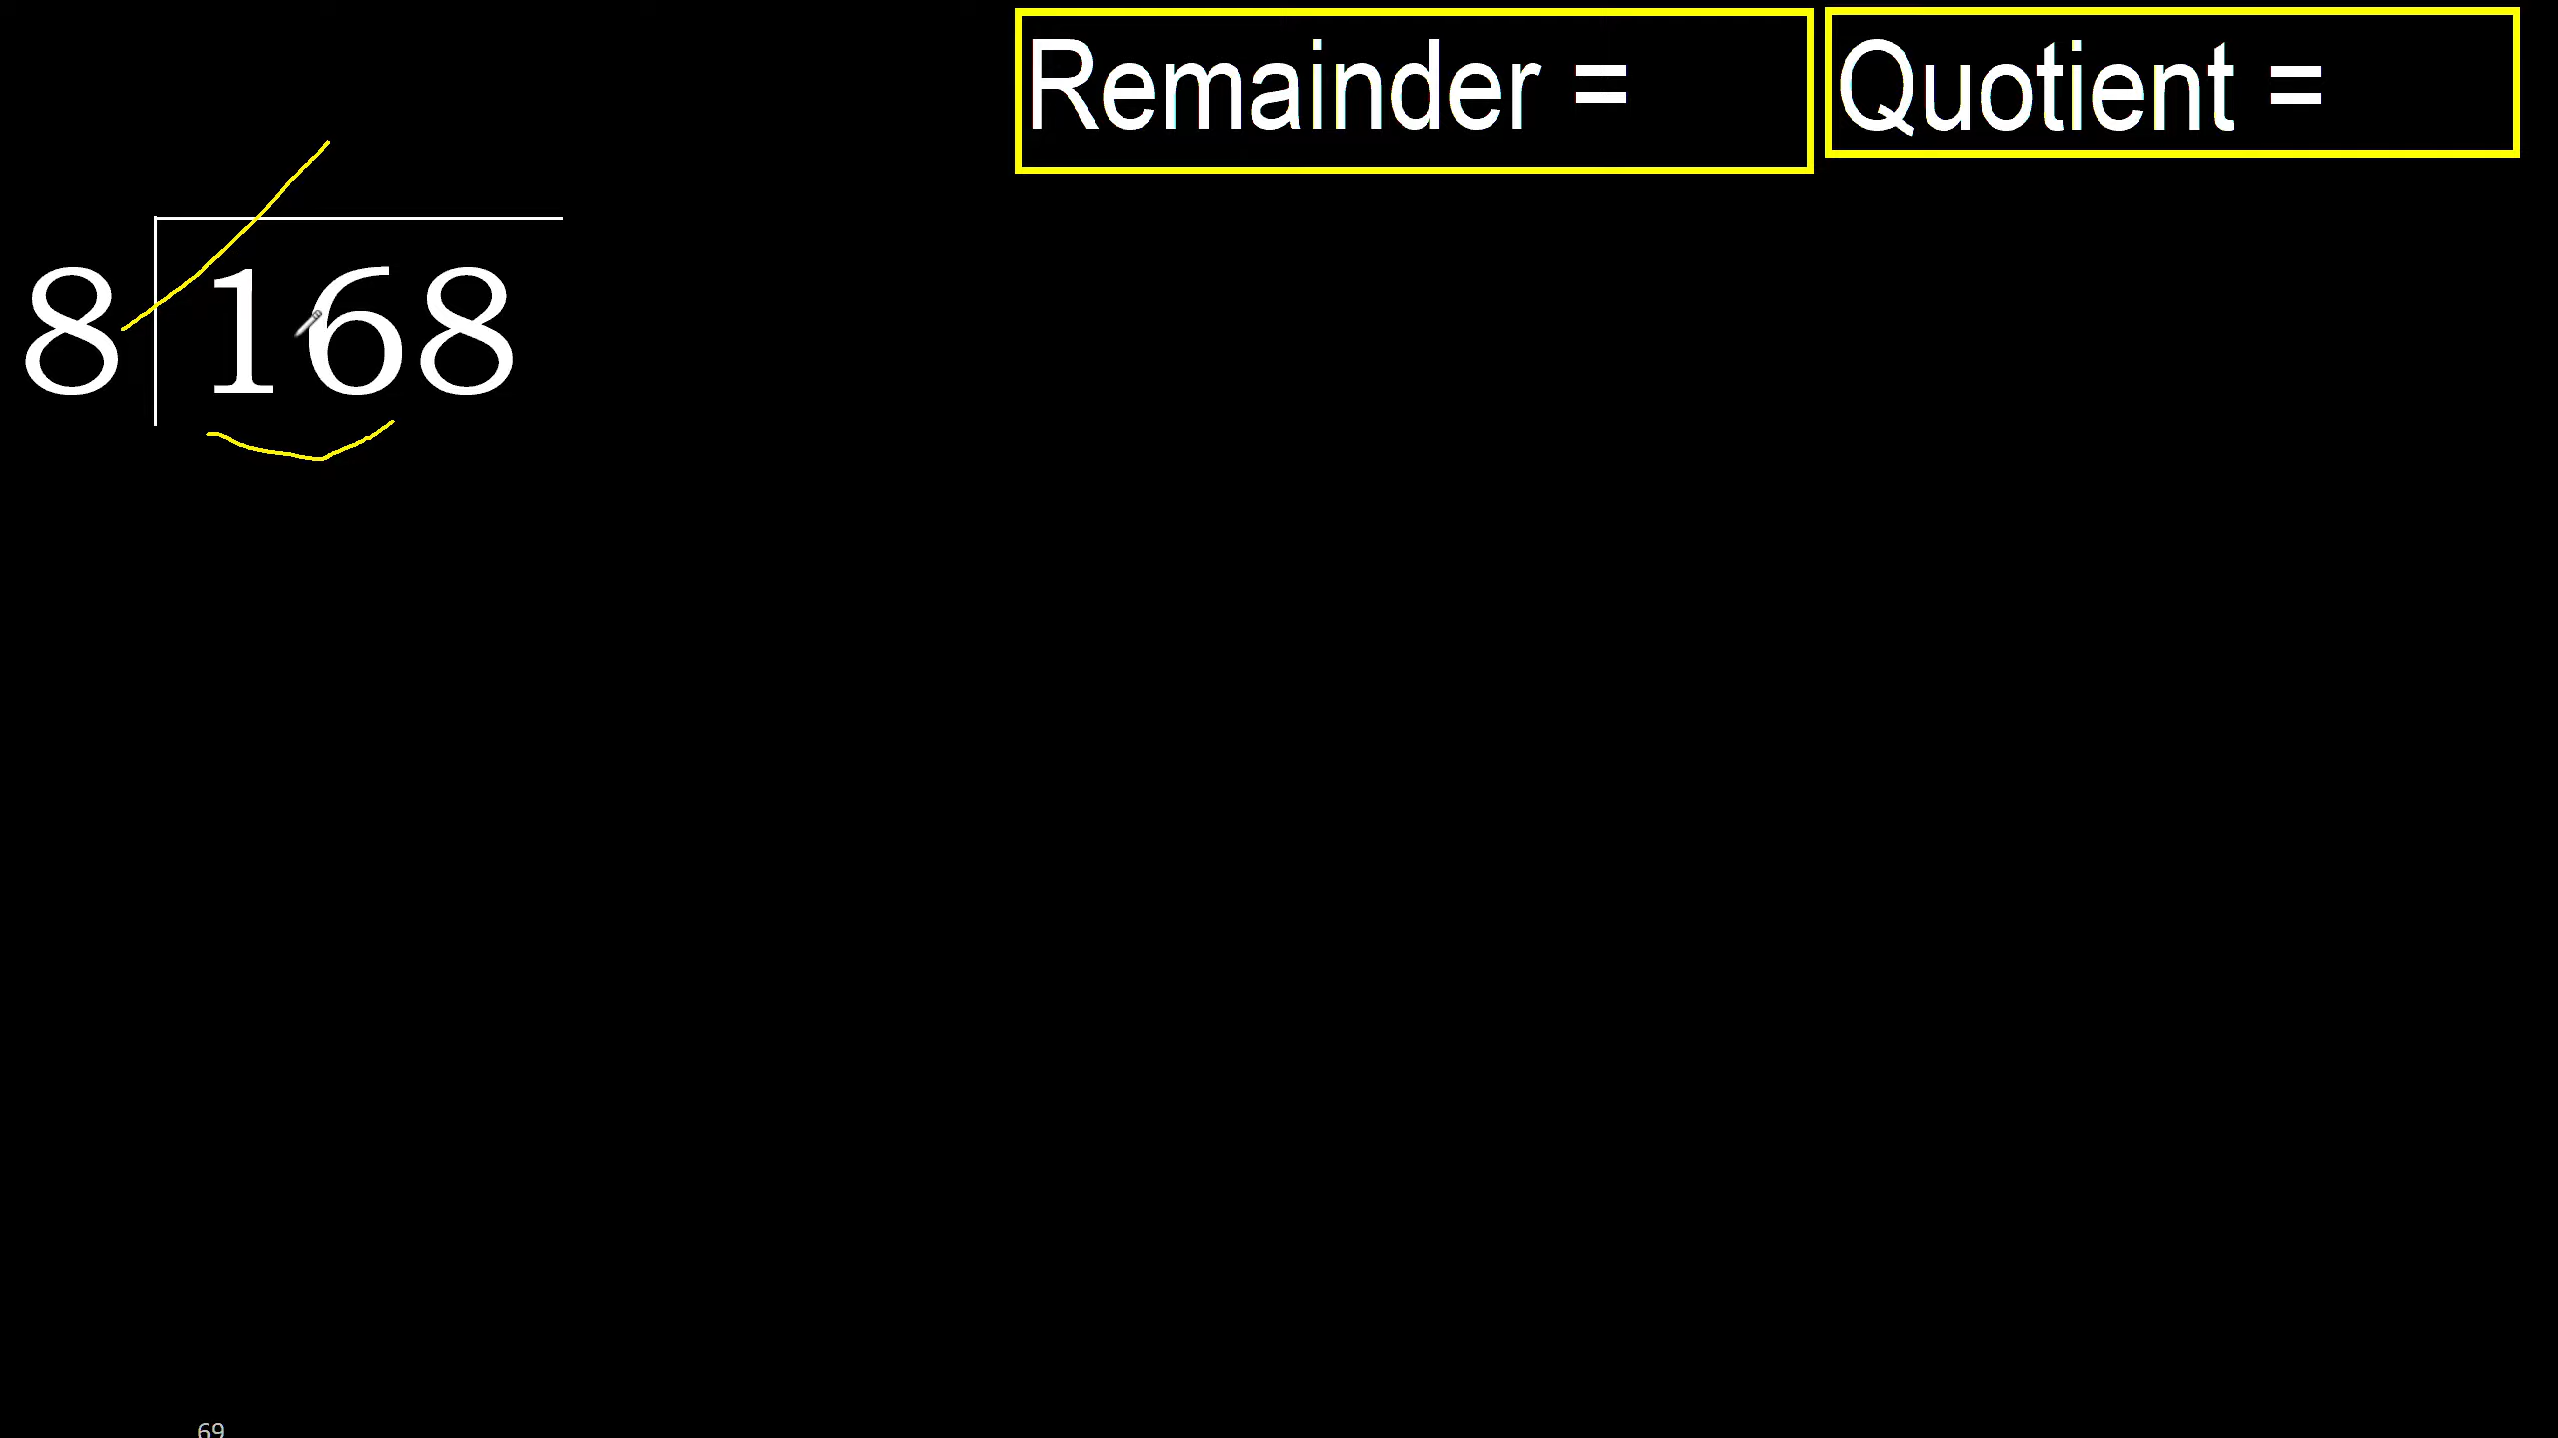 Remainder =
Quotient =
8 168
69